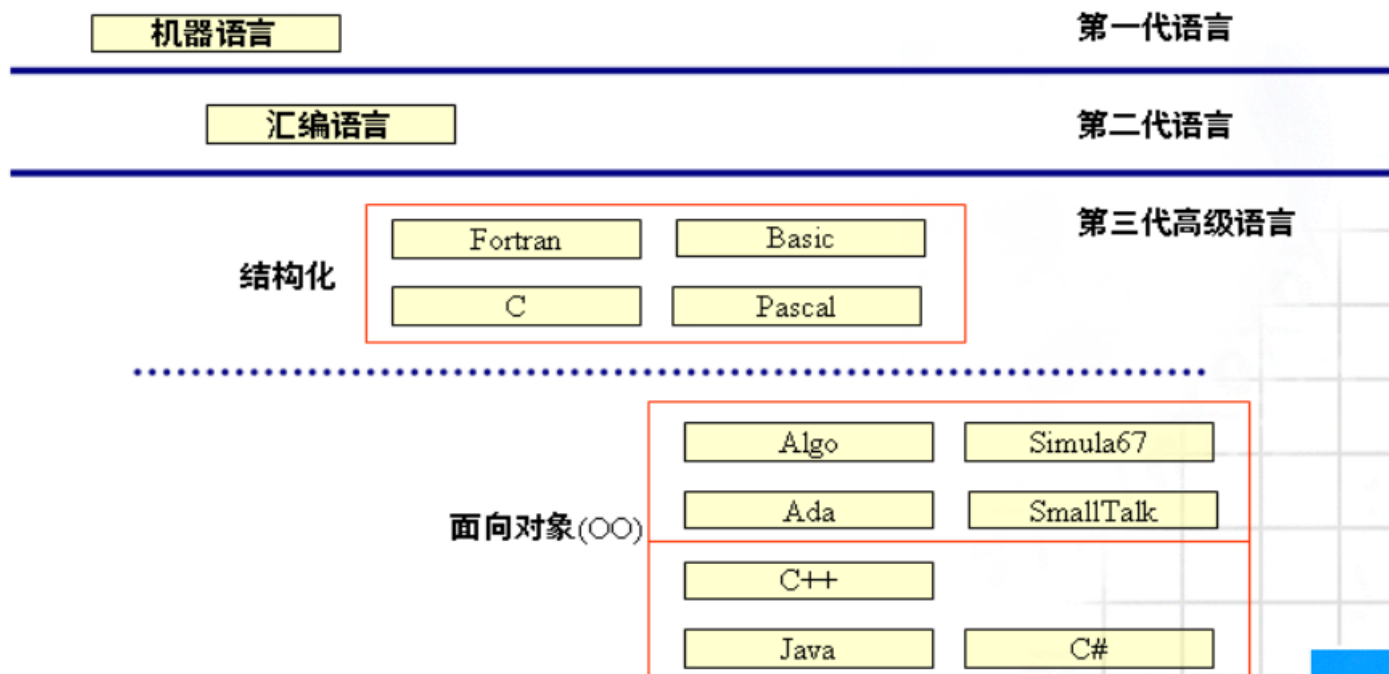 机器语言 第一代语言
汇编语言 第二代语言
第三代高级语言
Fortran Basic
结构化
C Pascal
Algo Simula67
Ada SmallTalk
面向对象(OO)
C++
Java C#